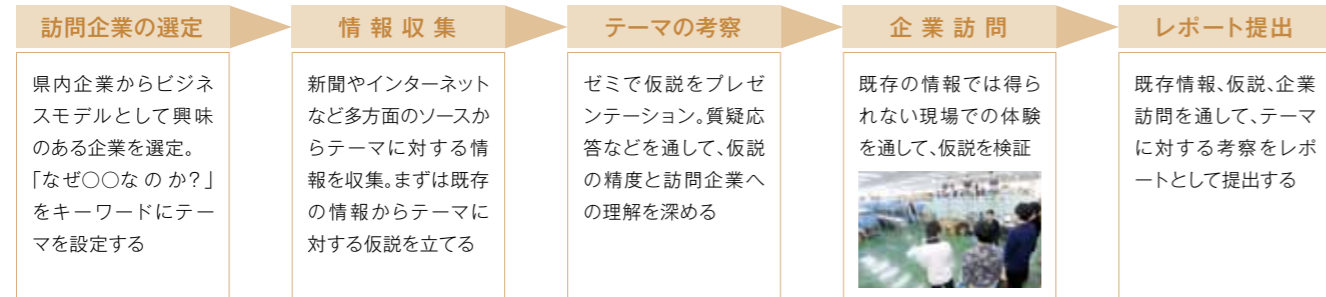 訪問企業の選定
県内企業からビジネ
スモデルとして興味
のある企業を選定。
「なぜ○○なのか?」
をキーワードにテー
マを設定する
情報収集
新聞やインターネット
など多方面のソースか
らテーマに対する情
報を収集。まずは既存
の情報からテーマに
対する仮説を立てる
テーマの考察
ゼミで仮説をプレゼ
ンテーション。質疑応
答などを通して、仮説
の精度と訪問企業へ
の理解を深める
企業訪問
既存の情報では得ら
れない現場での体験
を通して、仮説を検証
レポート提出
既存情報、仮説、企業
訪問を通して、テーマ
に対する考察をレポ
ートとして提出する